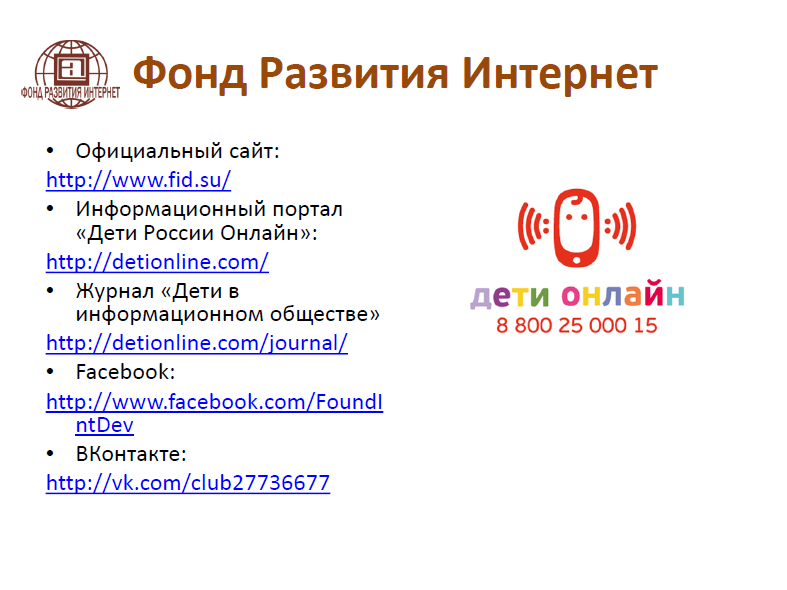 ФОНД РАЗВИТИЯ ИНТЕРНЕТ
Фонд Развития Интернет
• Официальный сайт:
http://www.fid.su/
• Информационный портал
«Дети России Онлайн»:
http://detionline.com/
• Журнал «Дети в
информационном обществе»
http://detionline.com/journal/
• Facebook:
http://www.facebook.com/FoundI
ntDev
• ВКонтакте:
http://vk.com/club27736677
дети онлайн
8 800 25 000 15